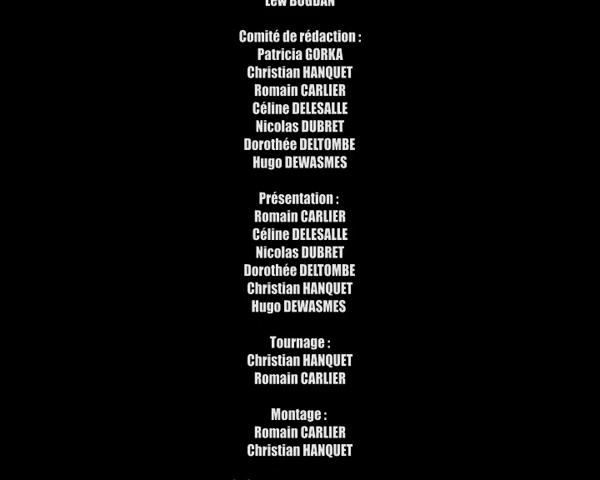 Lew BOGDAN
Comité de rédaction :
Patricia GORKA
Christian HANQUET
Romain CARLIER
Céline DELESALLE
Nicolas DUBRET
Dorothée DELTOMBE
Hugo DEWASMES
Présentation :
Romain CARLIER
Céline DELESALLE
Nicolas DUBRET
Dorothée DELTOMBE
Christian HANQUET
Hugo DEWASMES
Tournage :
Christian HANQUET
Romain CARLIER
Montage :
Romain CARLIER
Christian HANQUET